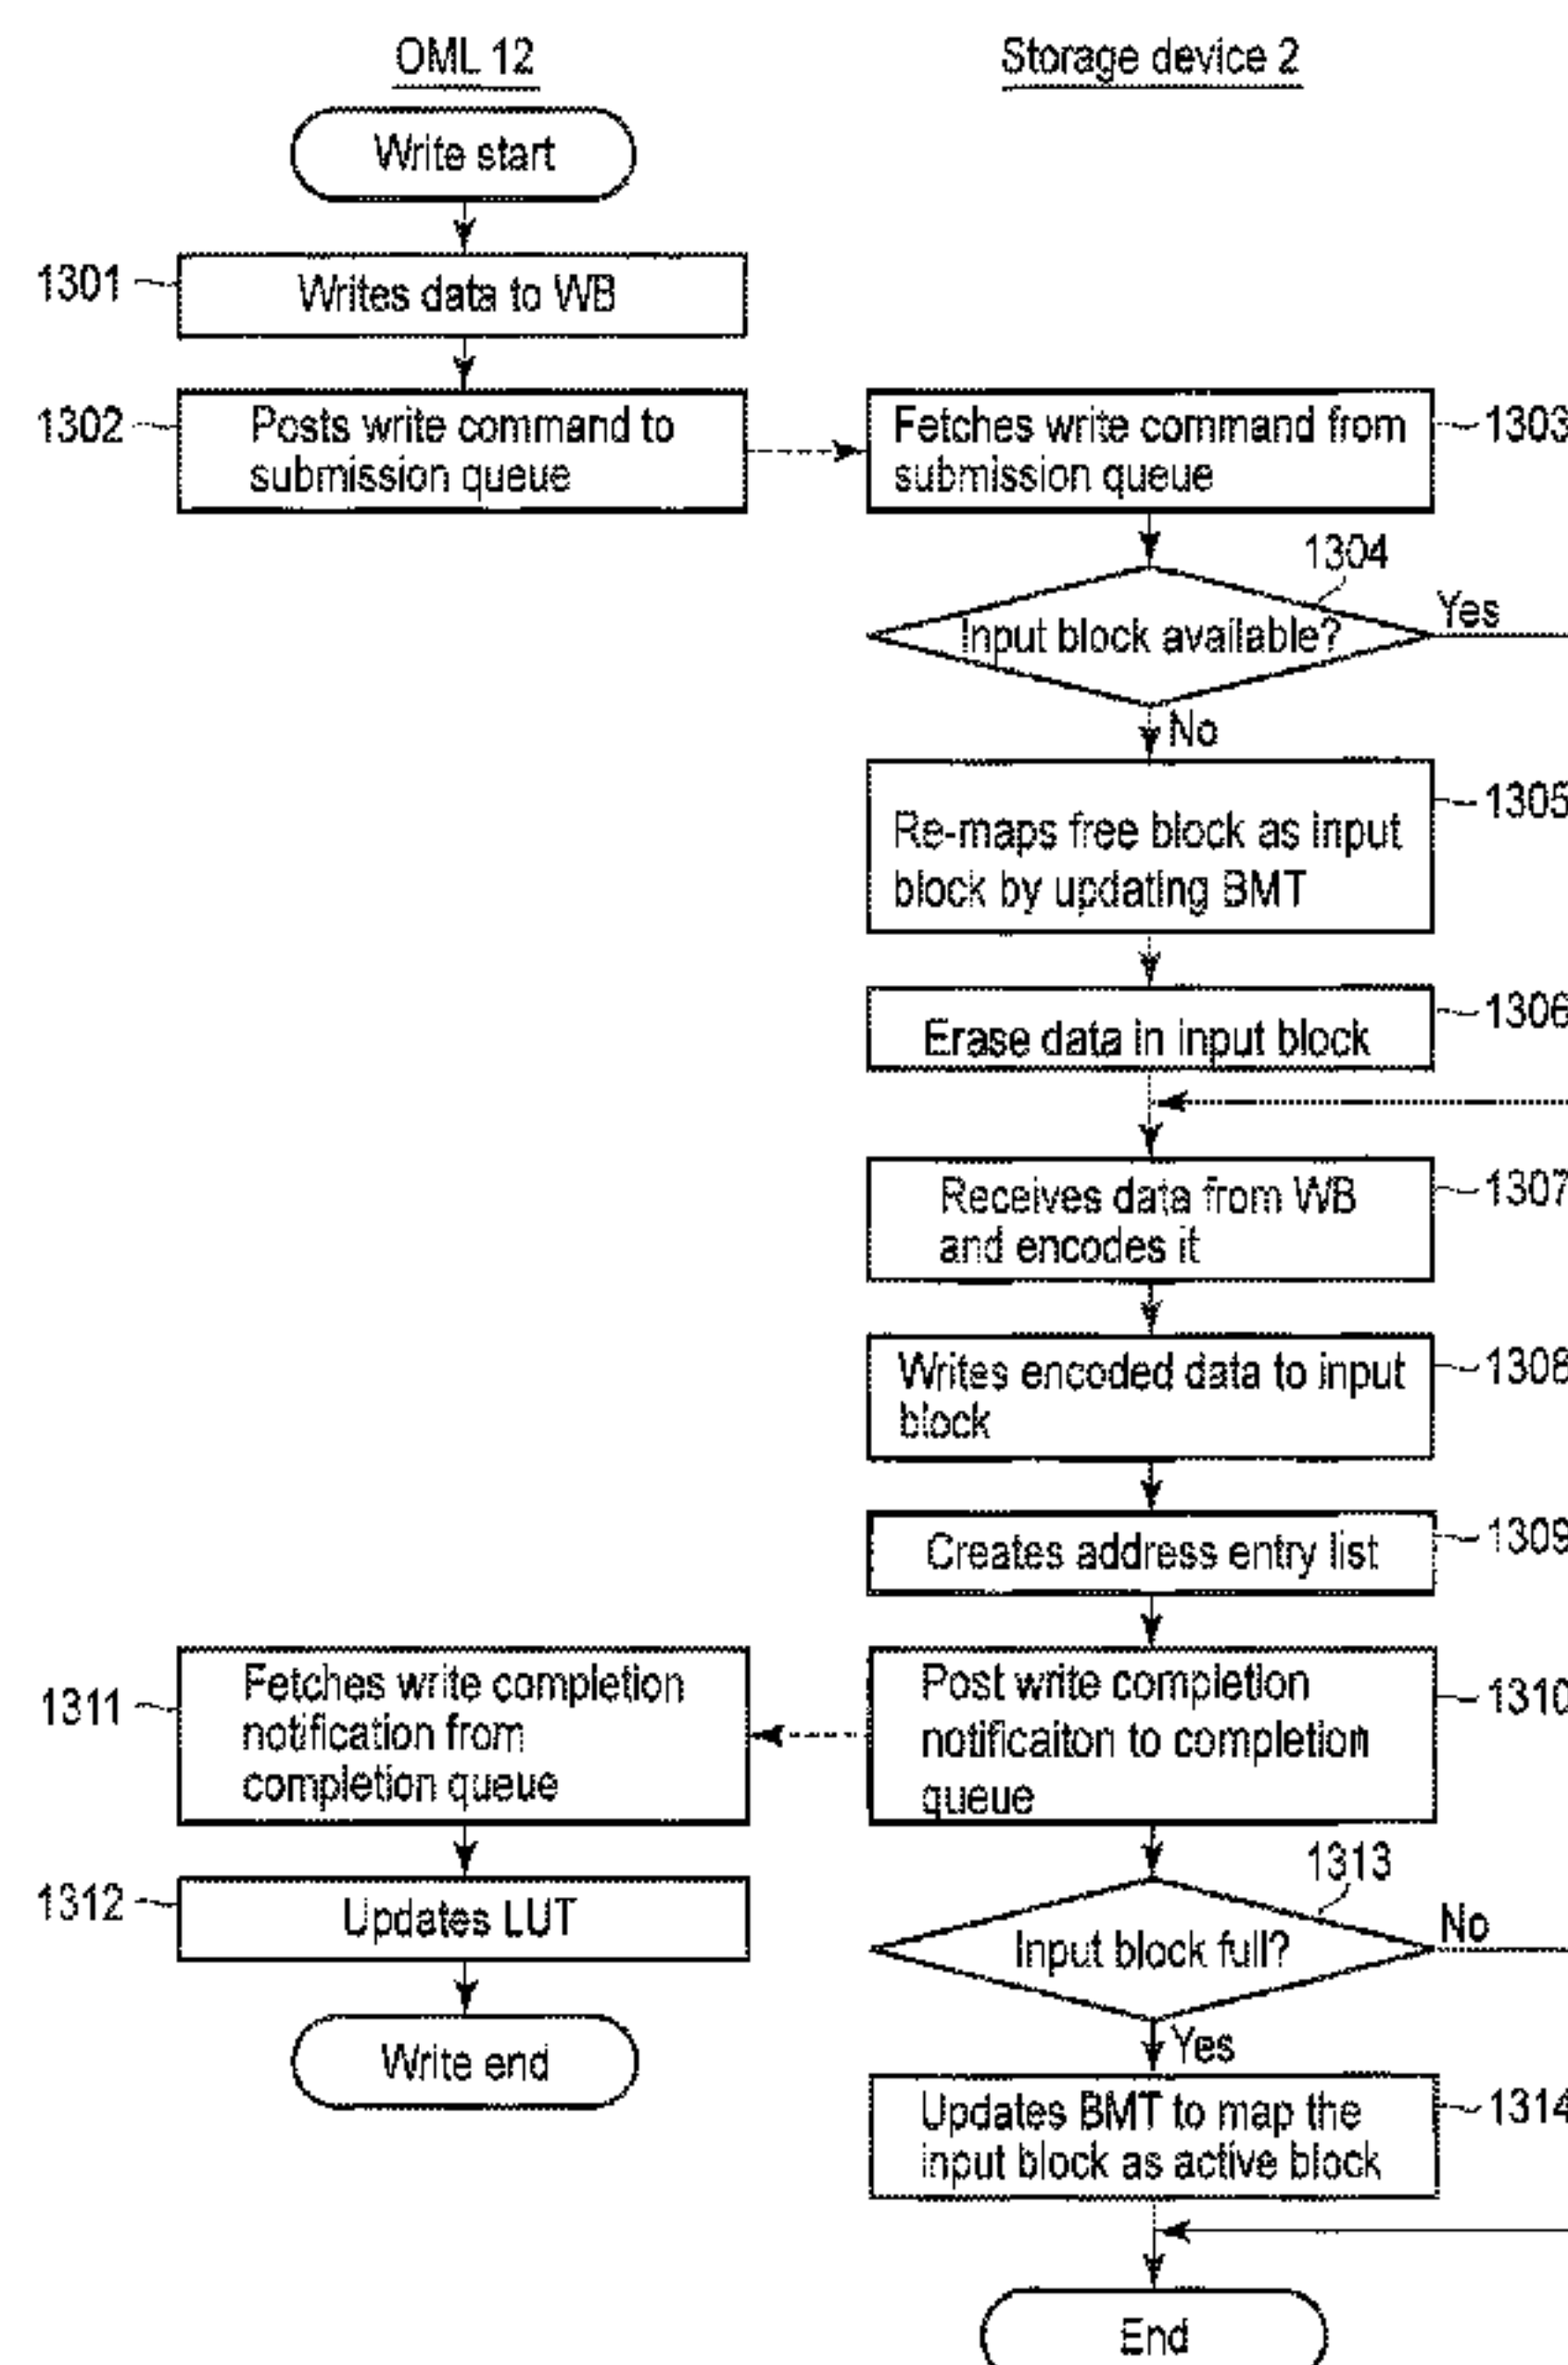 OML 12
Storage device 2
Write start
1301
Writes data to WB
1302
Posts write command to
submission queue
Fetches write command from
submission queue
1303
1304
Input block available?
Yes
No
Re-maps free block as input
block by updating BMT
1305
Erase data in input block
1306
Receives data from WB
and encodes it
1307
Writes encoded data to input
block
1308
Creates address entry list
1309
1311
Fetches write completion
notification from
completion queue
Post write completion
notificaiton to completion
queue
1310
1312
Updates LUT
1313
Input block full?
No
Write end
Yes
Updates BMT to map the
input block as active block
1314
End